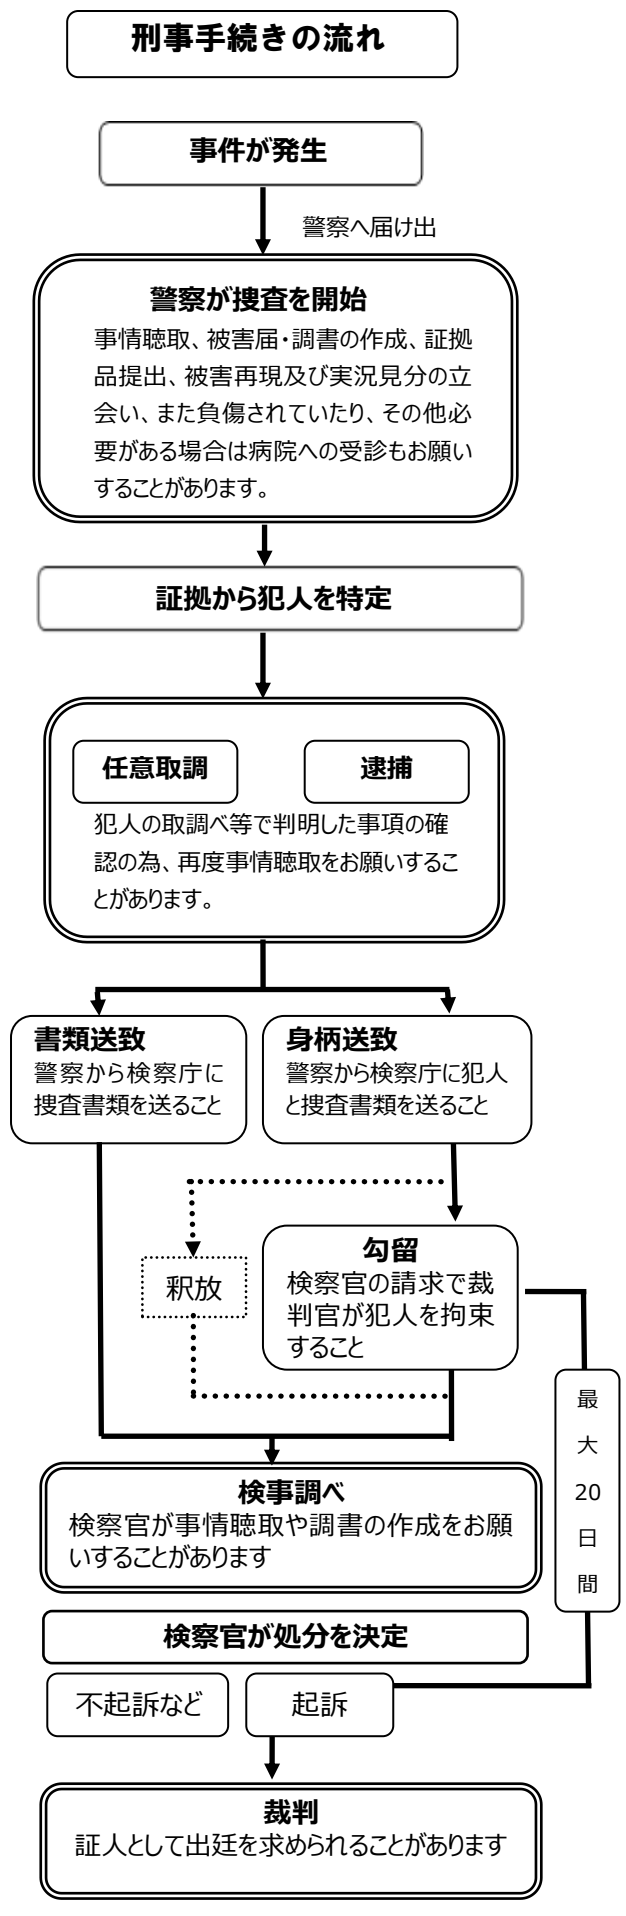 刑事手続きの流れ
事件が発生
警察へ届け出
警察が捜査を開始
事情聴取、被害届・調書の作成、証拠
品提出、被害再現及び実況見分の立
会い、また負傷されていたり、その他必
要がある場合は病院への受診もお願い
することがあります。
証拠から犯人を特定
任意取調
逮捕
犯人の取調べ等で判明した事項の確
認の為、再度事情聴取をお願いするこ
とがあります。
書類送致
警察から検察庁に
捜査書類を送ること
身柄送致
警察から検察庁に犯人
と捜査書類を送ること
釈放
勾留
検察官の請求で裁
判官が犯人を拘束
すること
最
大
20
日
間
検事調べ
検察官が事情聴取や調書の作成をお願
いすることがあります
検察官が処分を決定
不起訴など
起訴
裁判
証人として出廷を求められることがあります